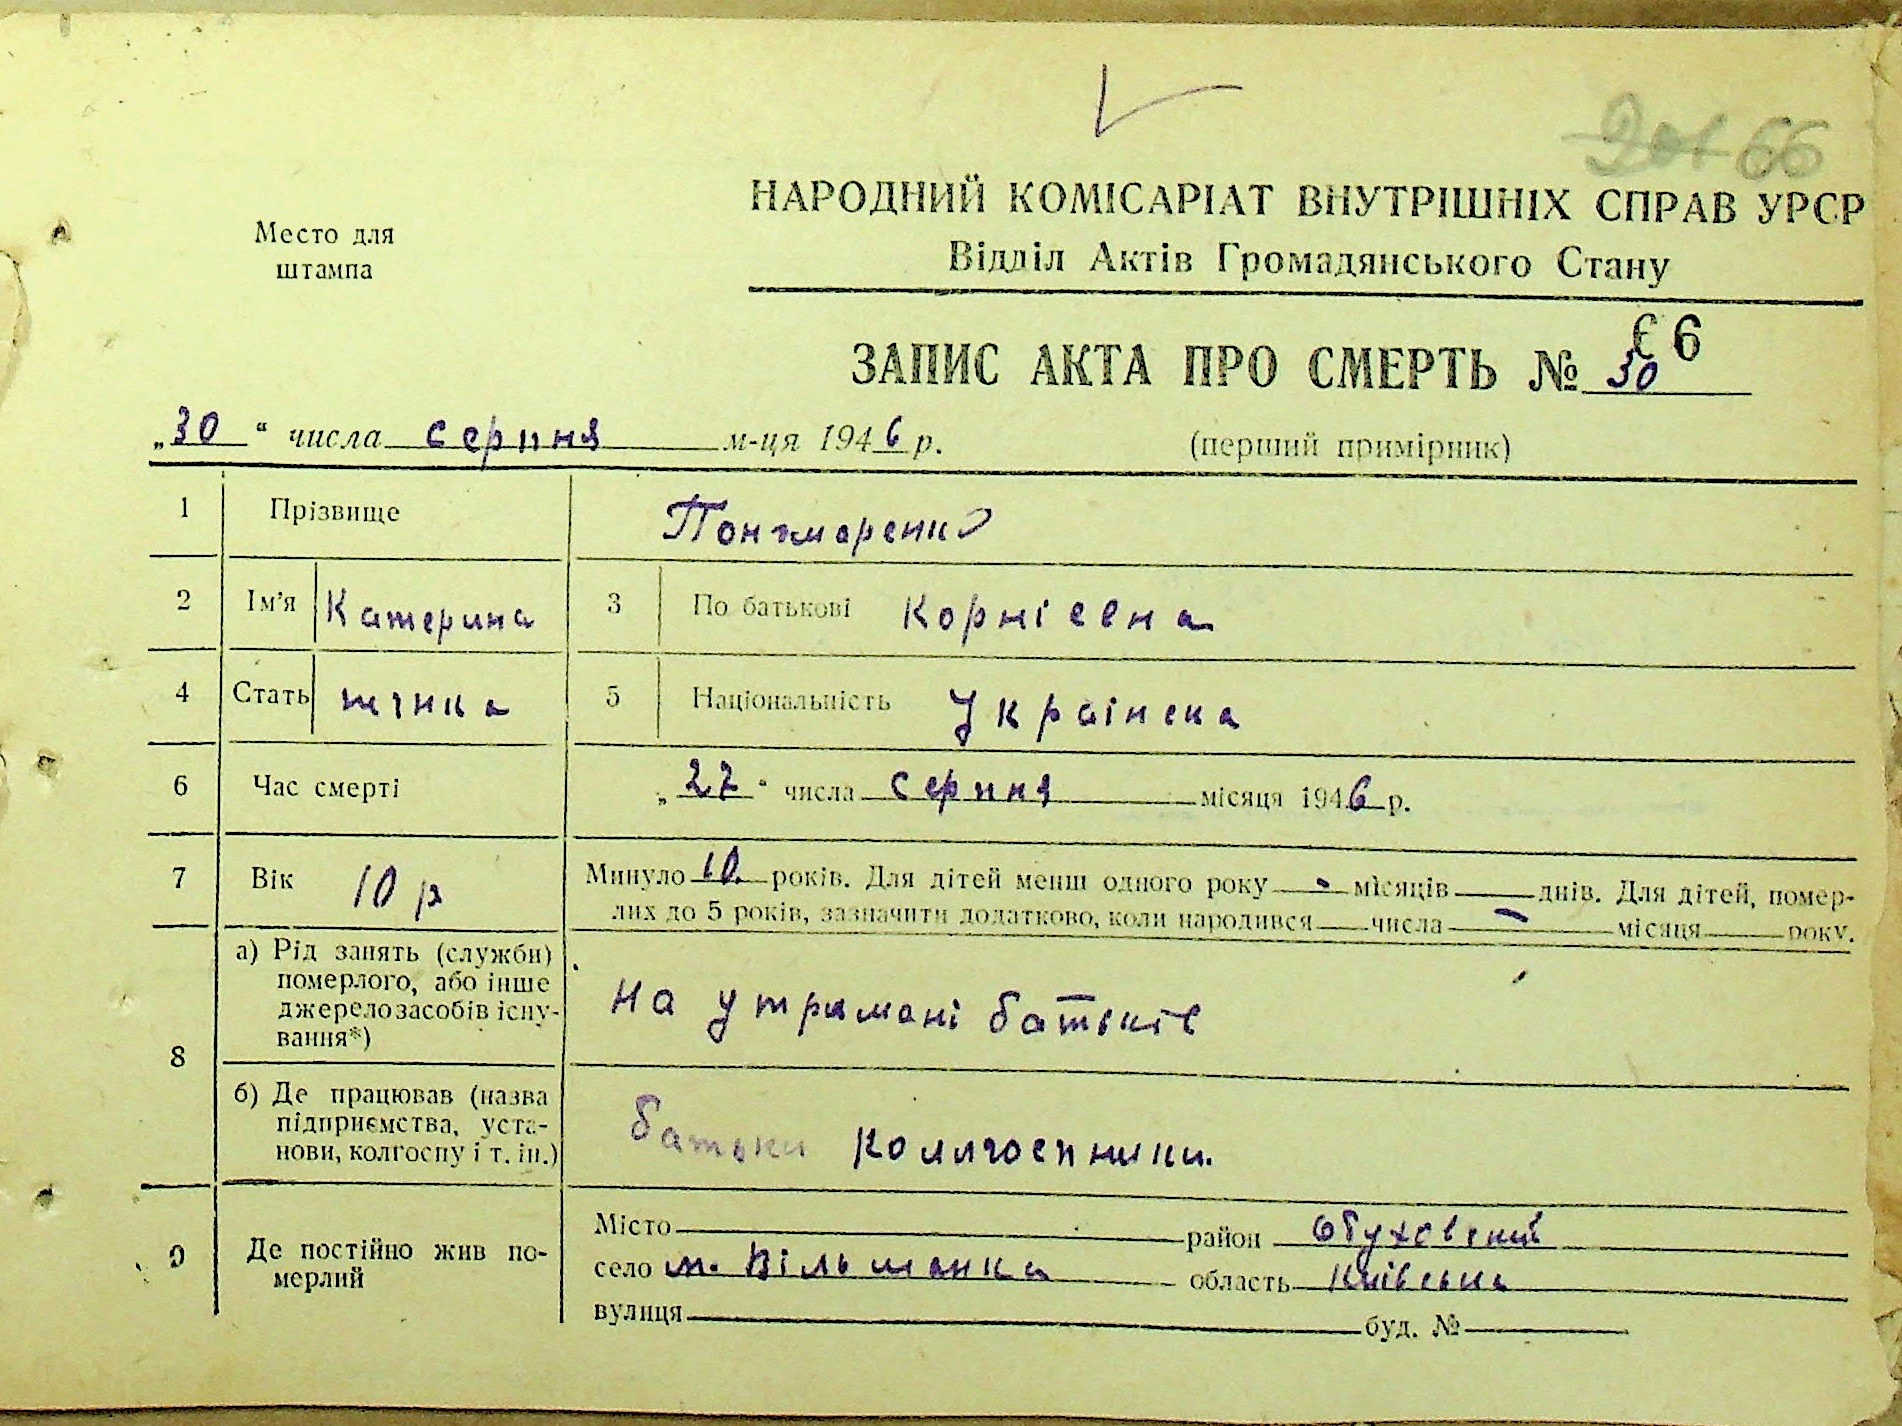 201 66
Место для
штампа
НАРОДНИЙ КОМІСАРІАТ ВНУТРІШНІХ СПРАВ УРСР
Відділ Актів Громадянського Стану
66
ЗАПИС АКТА ПРО СМЕРТЬ № 30
„30" числа серпня м-ця 1946 р.
(перший примірник)
1 Прізвище Пономаренко
2 Ім'я Катерина 3 По батькові Корніевна
4 Стать жінка 5 Національність Українка
6 Час смерті „27" числа серпня місяця 1946 р.
7 Вік 10 р Минуло 10 років. Для дітей менш одного року - місяців днів. Для дітей, помер-
лих до 5 років, зазначити додатково, коли народився числа - місяця року.
8 а) Рід занять (служби)
померлого, або інше
джерело засобів існу-
вання*)
на утримані батьків
б) Де працював (назва
підприємства, уста-
нови, колгоспу і т. ін.)
батьки колгоспники.
9 Де постійно жив по-
мерлий
Місто район Обуховський
село м. Вільшанка область Київська
вулиця буд. №